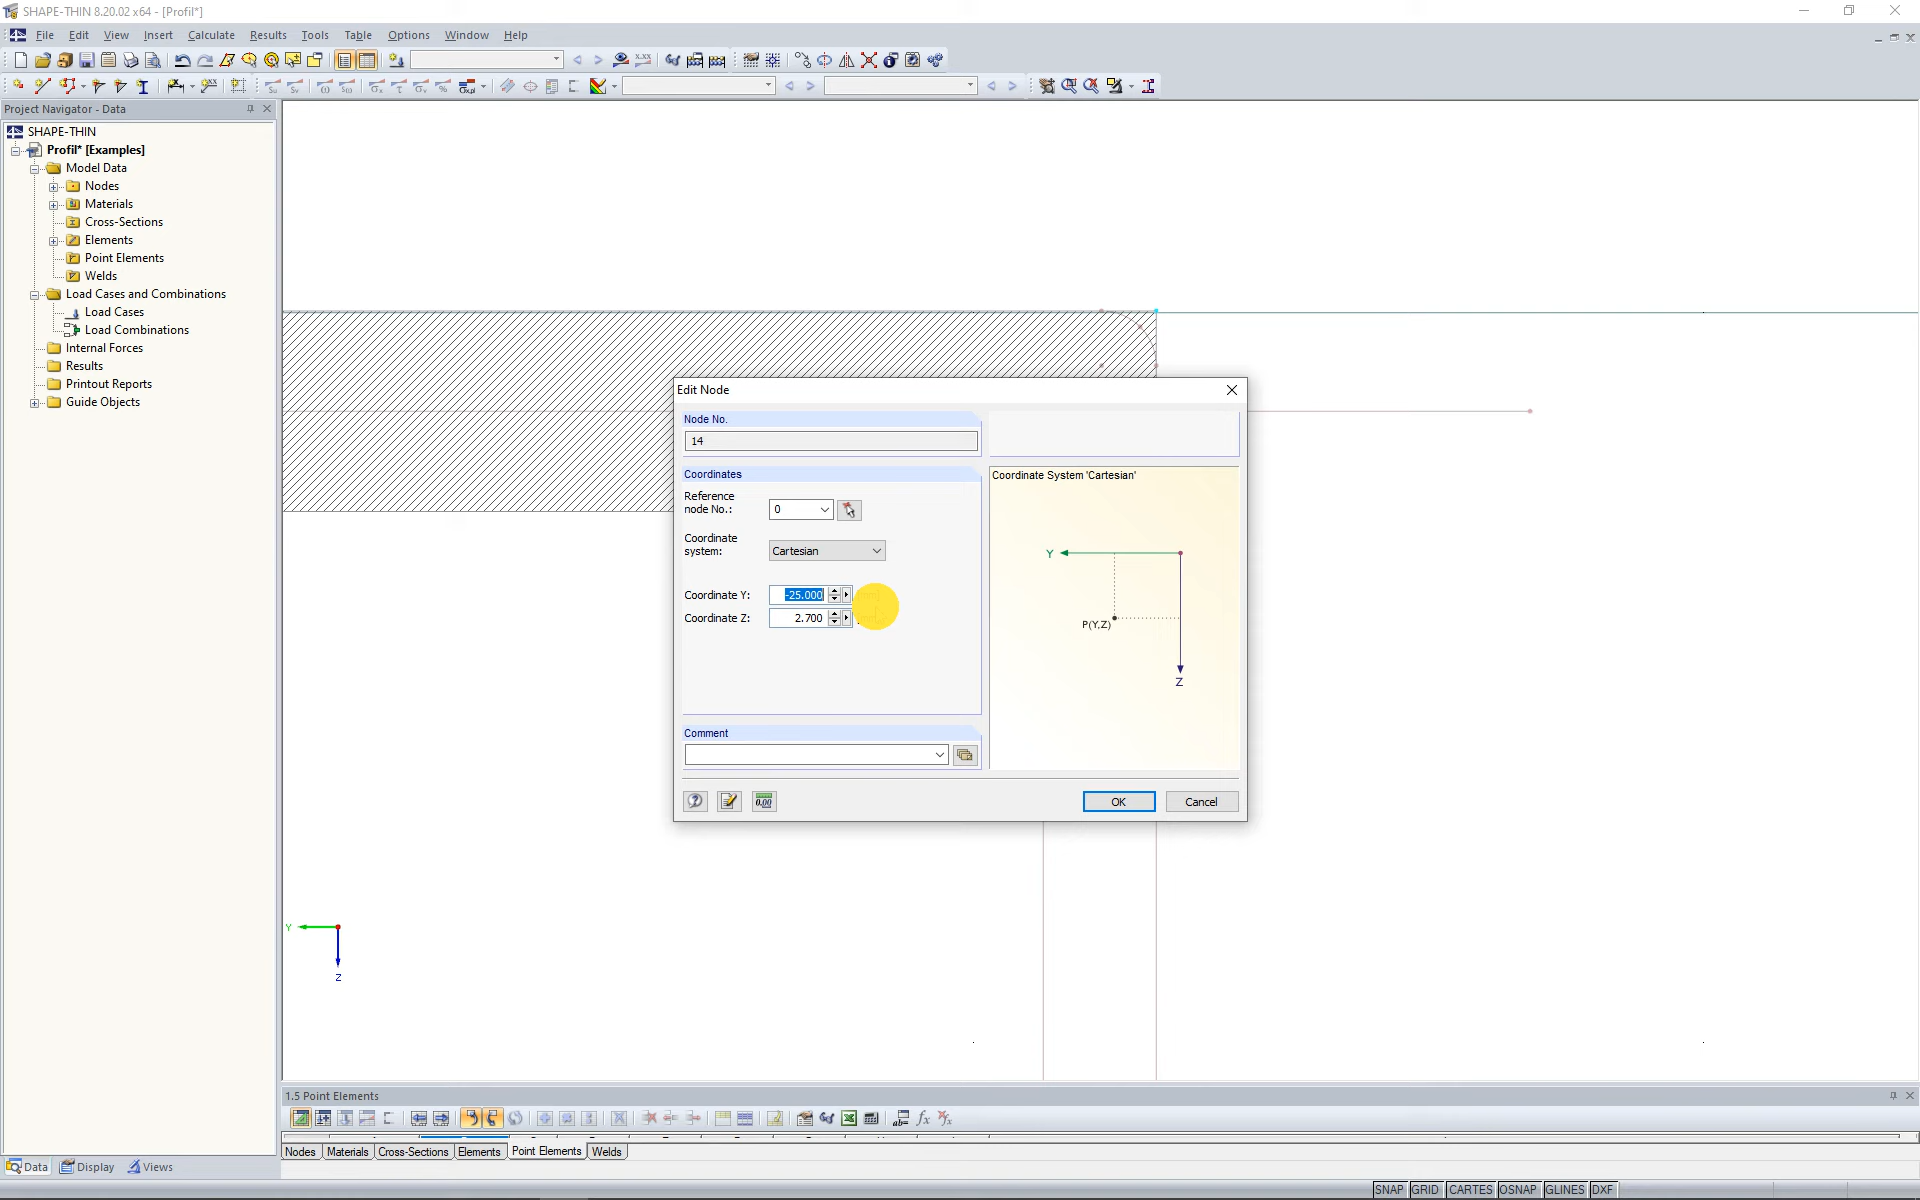 SHAPE-THIN 8.20.02 x64 - [Profil*]
File Edit View Insert Calculate Results Tools Table Options Window Help
Project Navigator - Data
SHAPE-THIN
Profil* [Examples]
Model Data
Nodes
Materials
Cross-Sections
Elements
Point Elements
Welds
Load Cases and Combinations
Load Cases
Load Combinations
Internal Forces
Results
Printout Reports
Guide Objects
Edit Node
Node No.
14
Coordinates
Reference
node No.:
0
Coordinate
system:
Cartesian
Coordinate Y:
-25.000
Coordinate Z:
2.700
Coordinate System 'Cartesian'
Y
P(Y,Z)
Z
Comment
OK Cancel
Y
Z
1.5 Point Elements
Nodes Materials Cross-Sections Elements Point Elements Welds
Data Display Views
SNAP GRID CARTES OSNAP GLINES DXF